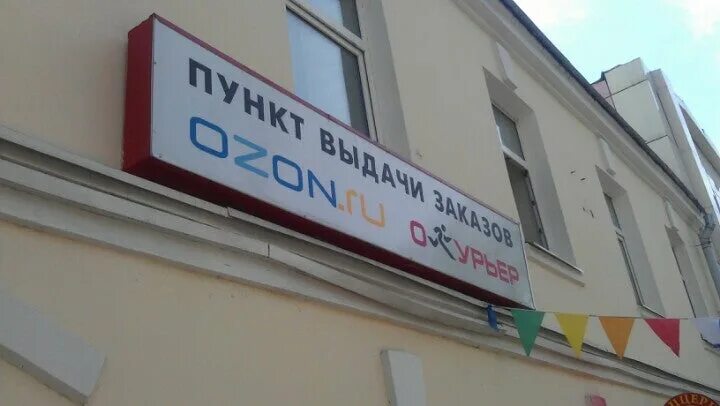 ПУНКТ ВЫДАЧИ ЗАКАЗОВ
OZON.ru О-КУРЬЕР